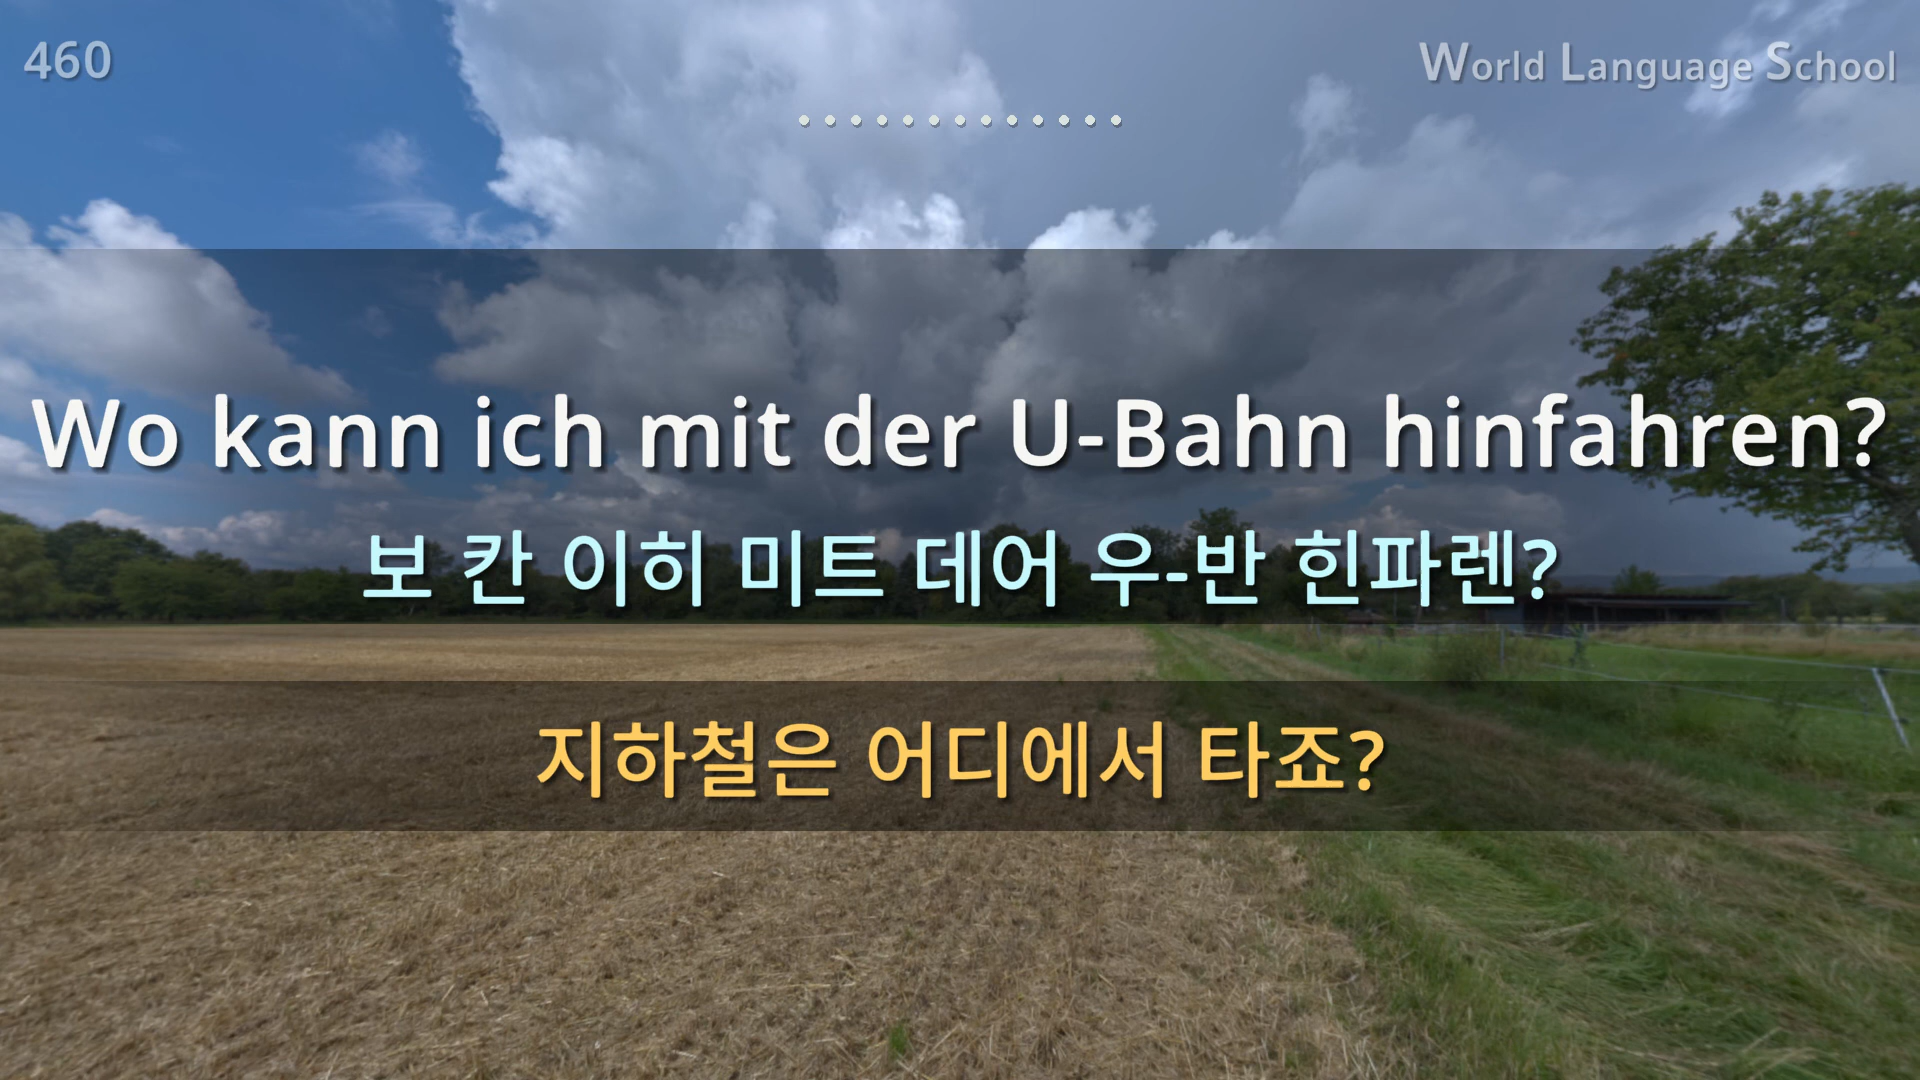 460
World Language School
Wo kann ich mit der U-Bahn hinfahren?
보 칸 이히 미트 데어 우-반 힌파렌?
지하철은 어디에서 타죠?